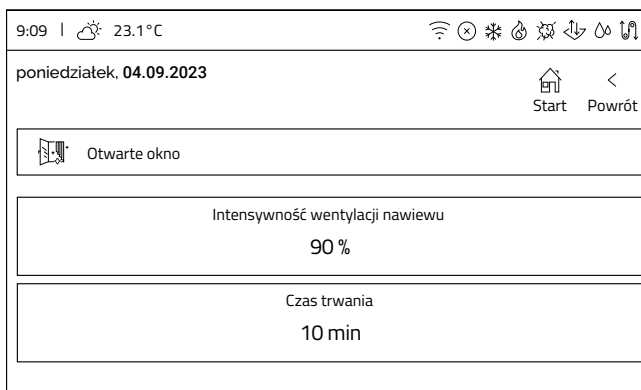 9:09 | 23.1°C
poniedziałek, 04.09.2023
Start
Powrót
Otwarte okno
Intensywność wentylacji nawiewu
90 %
Czas trwania
10 min